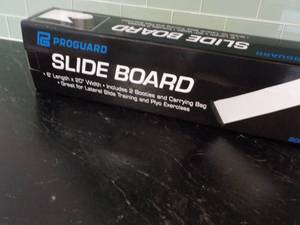 PROGUARD
SLIDE BOARD
• 6' Length x 20" Width • Includes 2 Booties and Carrying Bag
• Great for Lateral Slide Training and Plyo Exercises
PROGUARD
SLIDE BOARD